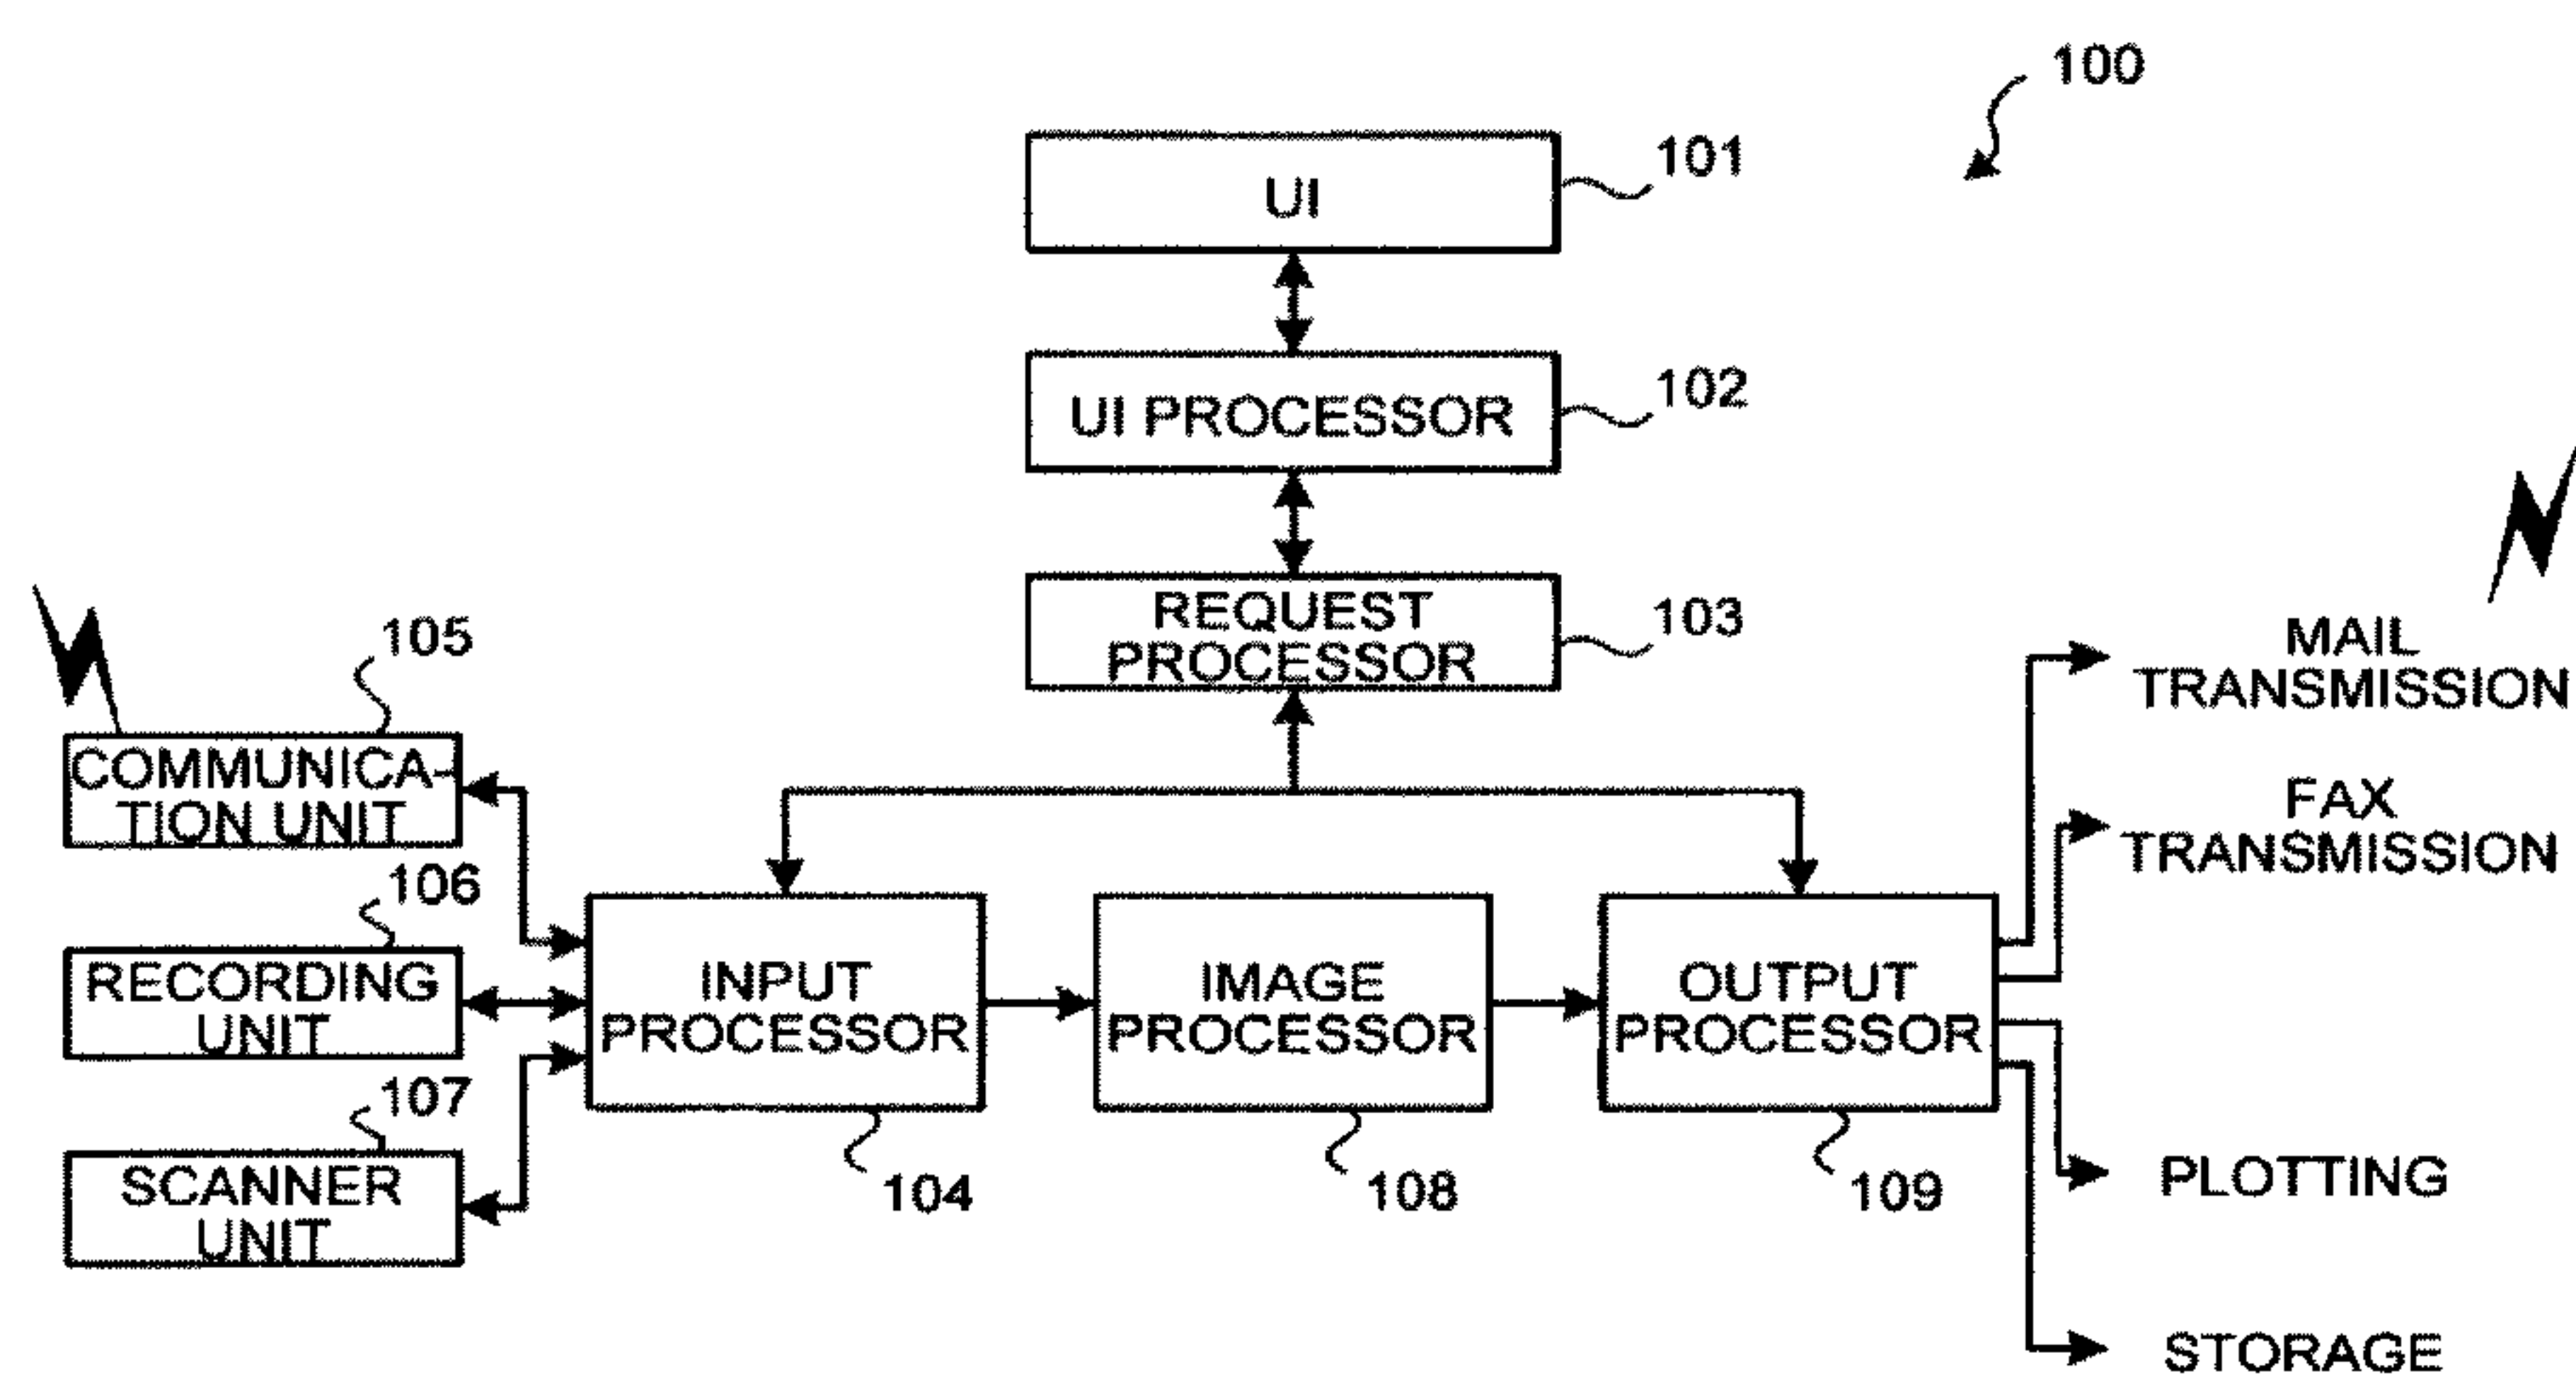 100
101
UI
102
UI PROCESSOR
103
REQUEST
PROCESSOR
105
COMMUNICA-
TION UNIT
106
RECORDING
UNIT
107
SCANNER
UNIT
INPUT
PROCESSOR
104
IMAGE
PROCESSOR
108
OUTPUT
PROCESSOR
109
MAIL
TRANSMISSION
FAX
TRANSMISSION
PLOTTING
STORAGE